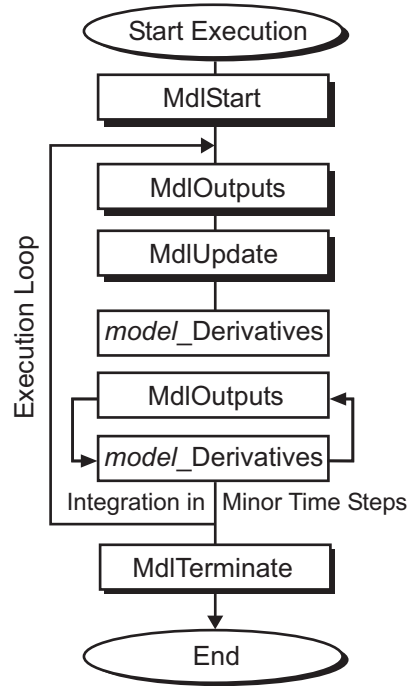 Start Execution
MdlStart
MdlOutputs
MdlUpdate
model_Derivatives
Execution Loop
MdlOutputs
model_Derivatives
Integration in Minor Time Steps
MdlTerminate
End